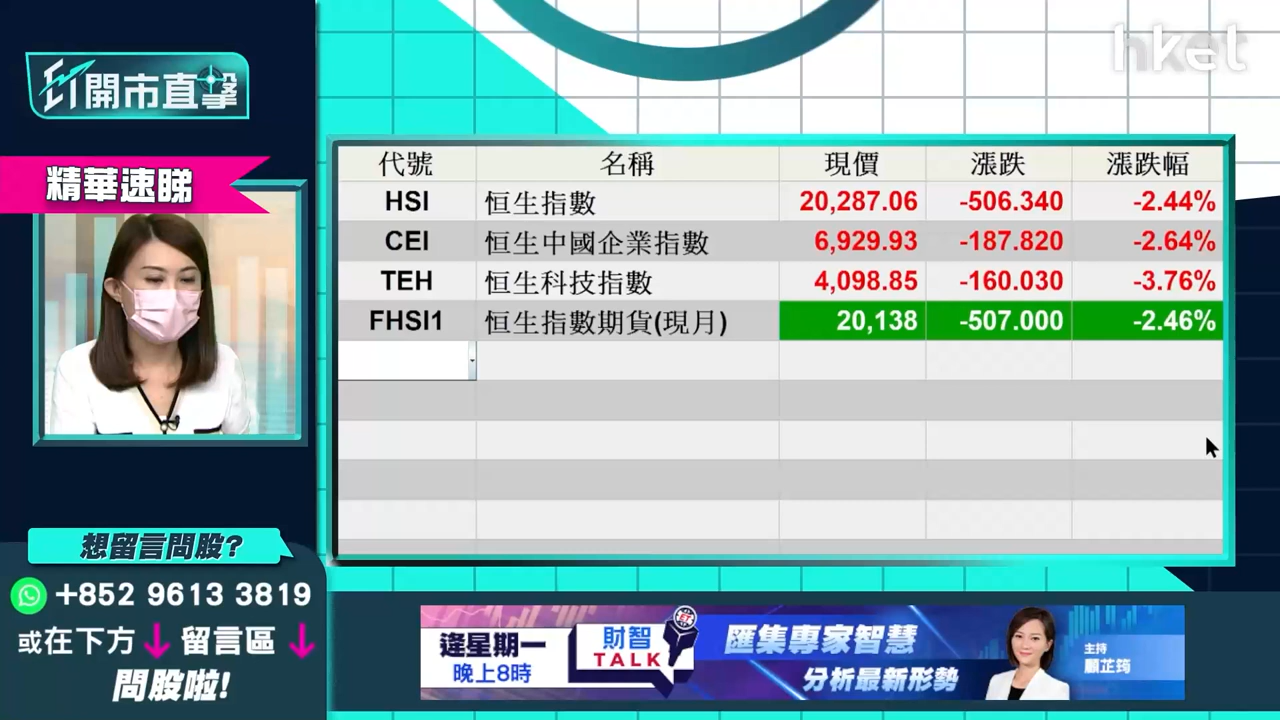 hket
ET開市直擊
精華速睇
代號 名稱 現價 漲跌 漲跌幅
HSI 恒生指數 20,287.06 -506.340 -2.44%
CEI 恒生中國企業指數 6,929.93 -187.820 -2.64%
TEH 恒生科技指數 4,098.85 -160.030 -3.76%
FHSI1 恒生指數期貨(現月) 20,138 -507.000 -2.46%
想留言問股?
+852 9613 3819
或在下方 留言區
問股啦!
逢星期一
晚上8時
財智
TALK
匯集專家智慧
分析最新形勢
主持
顧芷筠